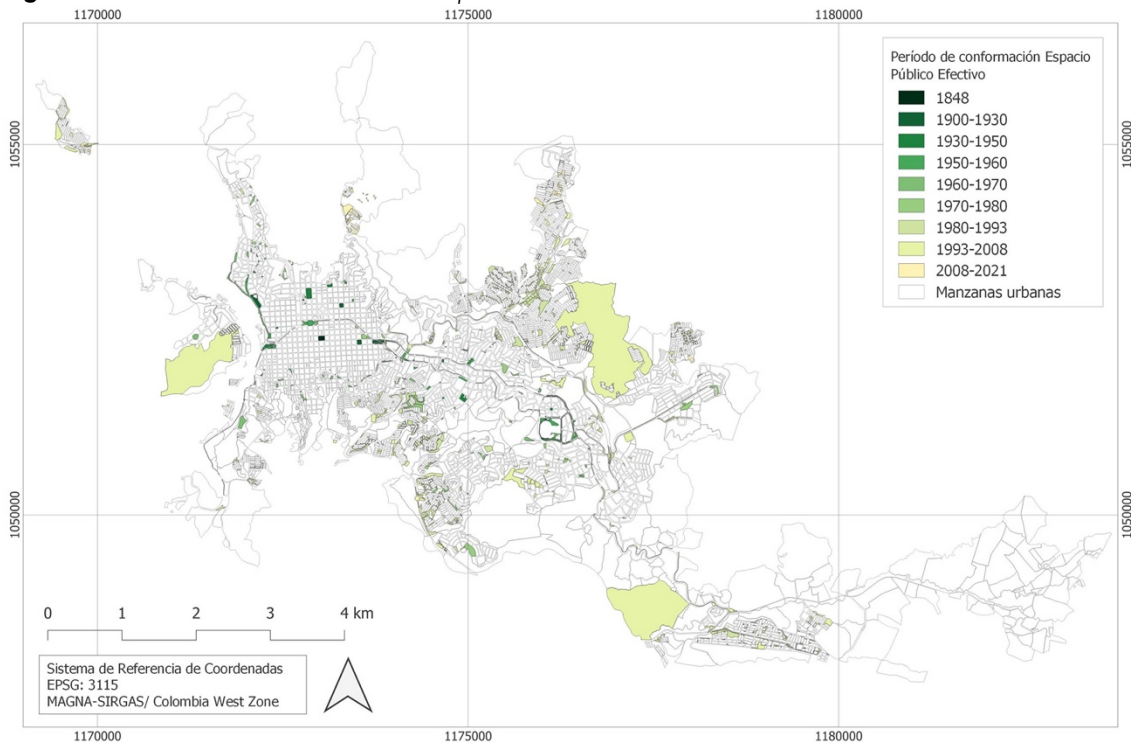 1170000
1175000
1180000
Período de conformación Espacio
Público Efectivo
1848
1900-1930
1930-1950
1950-1960
1960-1970
1970-1980
1980-1993
1993-2008
2008-2021
Manzanas urbanas
1055000
1055000
1050000
1050000
0 1 2 3 4 km
Sistema de Referencia de Coordenadas
EPSG: 3115
MAGNA-SIRGAS/ Colombia West Zone
1170000
1175000
1180000